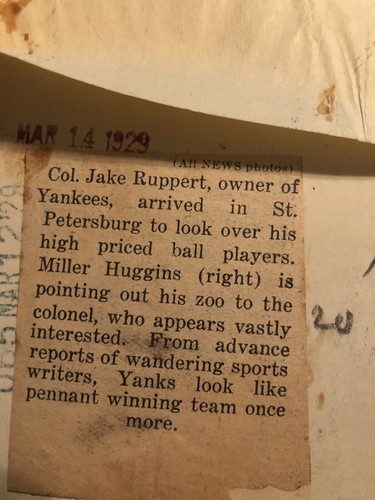 MAR 14 1929
(All NEWS photos)
Col. Jake Ruppert, owner of
Yankees, arrived in St.
Petersburg to look over his
high priced ball players.
Miller Huggins (right) is
pointing out his zoo to the
colonel, who appears vastly
interested. From advance
reports of wandering sports
writers, Yanks look like
pennant winning team once
more.
20